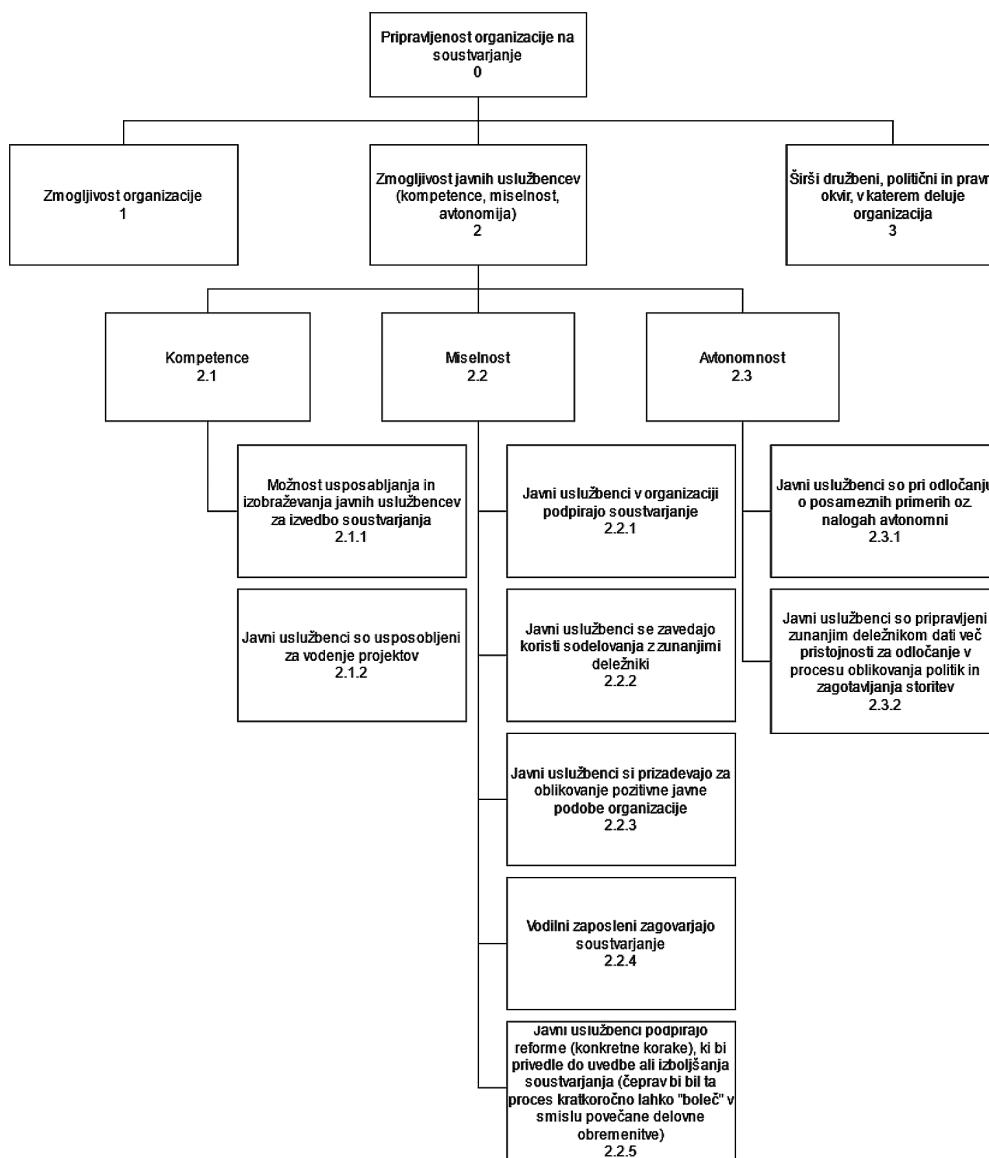 Pripravljenost organizacije na
soustvarjanje
0
Zmogljivost organizacije
1
Zmogljivost javnih uslužbencev
(kompetence, miselnost,
avtonomija)
2
Širši družbeni, politični in pravn
okvir, v katerem deluje
organizacija
3
Kompetence
2.1
Miselnost
2.2
Avtonomnost
2.3
Možnost usposabljanja in
izobraževanja javnih uslužbencev
za izvedbo soustvarjanja
2.1.1
Javni uslužbenci so usposobljeni
za vodenje projektov
2.1.2
Javni uslužbenci v organizaciji
podpirajo soustvarjanje
2.2.1
Javni uslužbenci se zavedajo
koristi sodelovanja z zunanjimi
deležniki
2.2.2
Javni uslužbenci si prizadevajo za
oblikovanje pozitivne javne
podobe organizacije
2.2.3
Vodilni zaposleni zagovarjajo
soustvarjanje
2.2.4
Javni uslužbenci podpirajo
reforme (konkretne korake), ki bi
privedle do uvedbe ali izboljšanja
soustvarjanja (čeprav bi bil ta
proces kratkoročno lahko "boleč" v
smislu povečane delovne
obremenitve)
2.2.5
Javni uslužbenci so pri odločanju
o posameznih primerih oz.
nalogah avtonomni
2.3.1
Javni uslužbenci so pripravljeni
zunanjim deležnikom dati več
pristojnosti za odločanje v
procesu oblikovanja politik in
zagotavljanja storitev
2.3.2